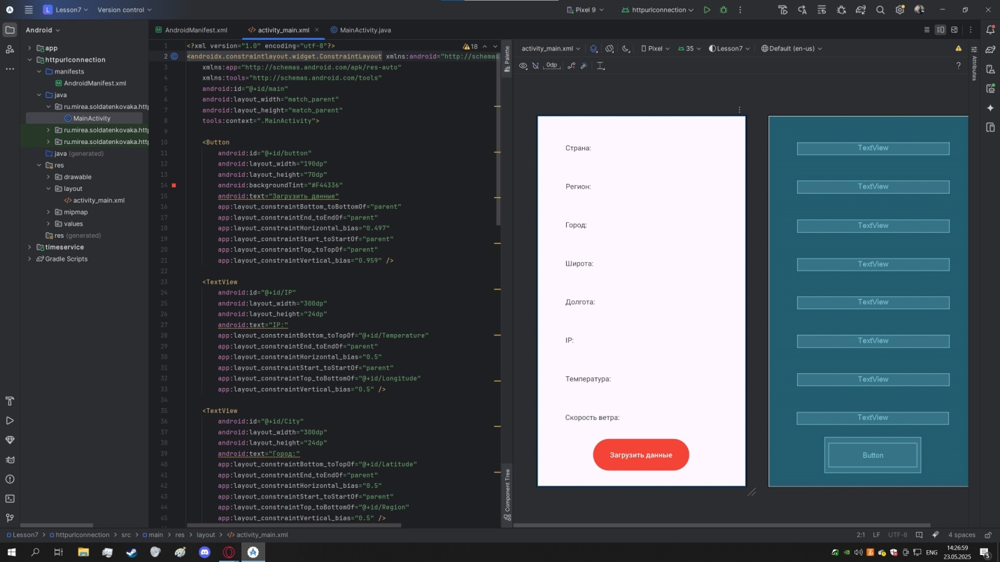 L Lesson7 Version control Pixel 9 httpurlconnection
Android AndroidManifest.xml activity_main.xml MainActivity.java
app
httpurlconnection
manifests
AndroidManifest.xml
java
ru.mirea.soldatenkovaka.http
MainActivity
ru.mirea.soldatenkovaka.http
ru.mirea.soldatenkovaka.http
java (generated)
res
drawable
layout
activity_main.xml
mipmap
values
res (generated)
timeservice
Gradle Scripts
18
1 <?xml version="1.0" encoding="utf-8"?>
2 <androidx.constraintlayout.widget.ConstraintLayout xmlns:android="http://schemas
3 xmlns:app="http://schemas.android.com/apk/res-auto"
4 xmlns:tools="http://schemas.android.com/tools"
5 android:id="@+id/main"
6 android:layout_width="match_parent"
7 android:layout_height="match_parent"
8 tools:context=".MainActivity">
9
10 <Button
11 android:id="@+id/button"
12 android:layout_width="190dp"
13 android:layout_height="70dp"
14 android:backgroundTint="#F44336"
15 android:text="Загрузить данные"
16 app:layout_constraintBottom_toBottomOf="parent"
17 app:layout_constraintEnd_toEndOf="parent"
18 app:layout_constraintHorizontal_bias="0.497"
19 app:layout_constraintStart_toStartOf="parent"
20 app:layout_constraintTop_toTopOf="parent"
21 app:layout_constraintVertical_bias="0.959" />
22
23 <TextView
24 android:id="@+id/IP"
25 android:layout_width="300dp"
26 android:layout_height="24dp"
27 android:text="IP:"
28 app:layout_constraintBottom_toTopOf="@+id/Temperature"
29 app:layout_constraintEnd_toEndOf="parent"
30 app:layout_constraintHorizontal_bias="0.5"
31 app:layout_constraintStart_toStartOf="parent"
32 app:layout_constraintTop_toBottomOf="@+id/Longitude"
33 app:layout_constraintVertical_bias="0.5" />
34
35 <TextView
36 android:id="@+id/City"
37 android:layout_width="300dp"
38 android:layout_height="24dp"
39 android:text="Город:"
40 app:layout_constraintBottom_toTopOf="@+id/Latitude"
41 app:layout_constraintEnd_toEndOf="parent"
42 app:layout_constraintHorizontal_bias="0.5"
43 app:layout_constraintStart_toStartOf="parent"
44 app:layout_constraintTop_toBottomOf="@+id/Region"
45 app:layout_constraintVertical_bias="0.5" />
Palette
Component Tree
activity_main.xml Pixel 35 Lesson7 Default (en-us)
0dp ?
Attributes
Страна:
Регион:
Город:
Широта:
Долгота:
IP:
Температура:
Скорость ветра:
Загрузить данные
TextView
TextView
TextView
TextView
TextView
TextView
TextView
TextView
Button
Lesson7 > httpurlconnection > src > main > res > layout > activity_main.xml 2:1 LF UTF-8 4 spaces
ENG 14:26:59
23.05.2025
5